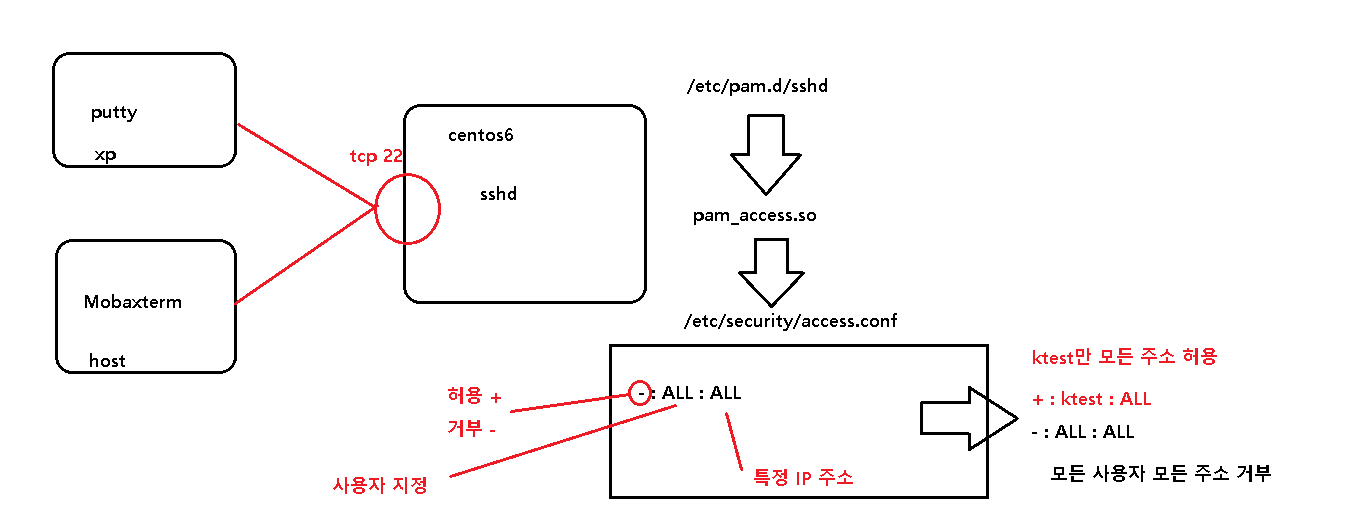 putty
xp
Mobaxterm
host
tcp 22
centos6
sshd
/etc/pam.d/sshd
pam_access.so
/etc/security/access.conf
- : ALL : ALL
허용 +
거부 -
사용자 지정
특정 IP 주소
ktest만 모든 주소 허용
+ : ktest : ALL
- : ALL : ALL
모든 사용자 모든 주소 거부